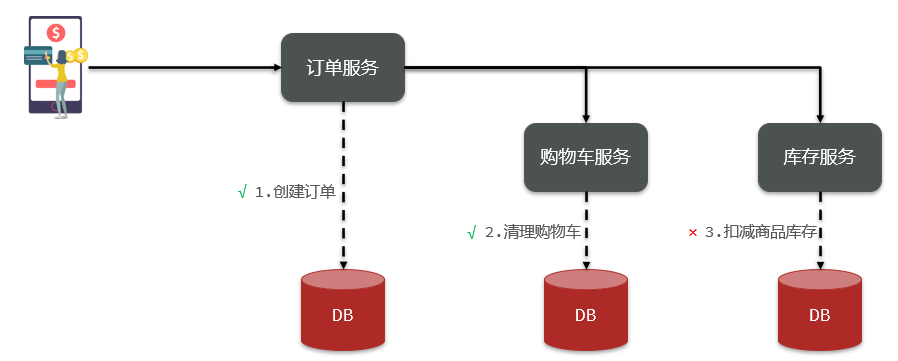 订单服务
购物车服务
库存服务
√ 1.创建订单
√ 2.清理购物车
× 3.扣减商品库存
DB
DB
DB
$
$
$